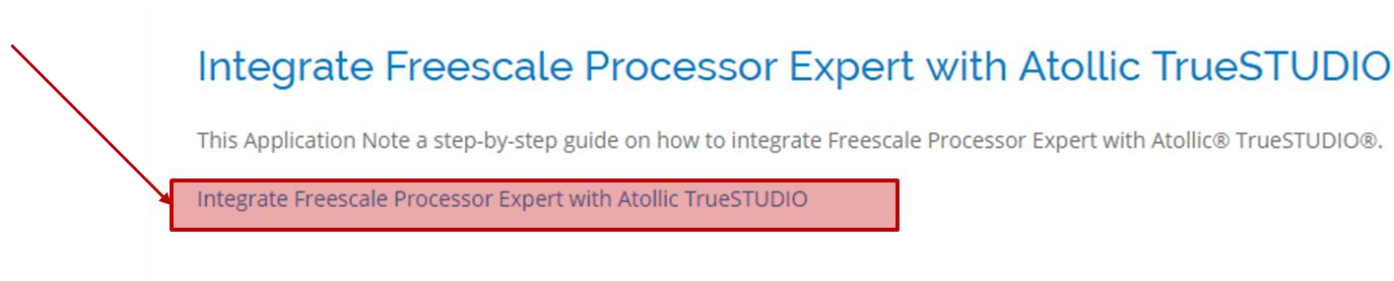 Integrate Freescale Processor Expert with Atollic TrueSTUDIO
This Application Note a step-by-step guide on how to integrate Freescale Processor Expert with Atollic® TrueSTUDIO®.
Integrate Freescale Processor Expert with Atollic TrueSTUDIO